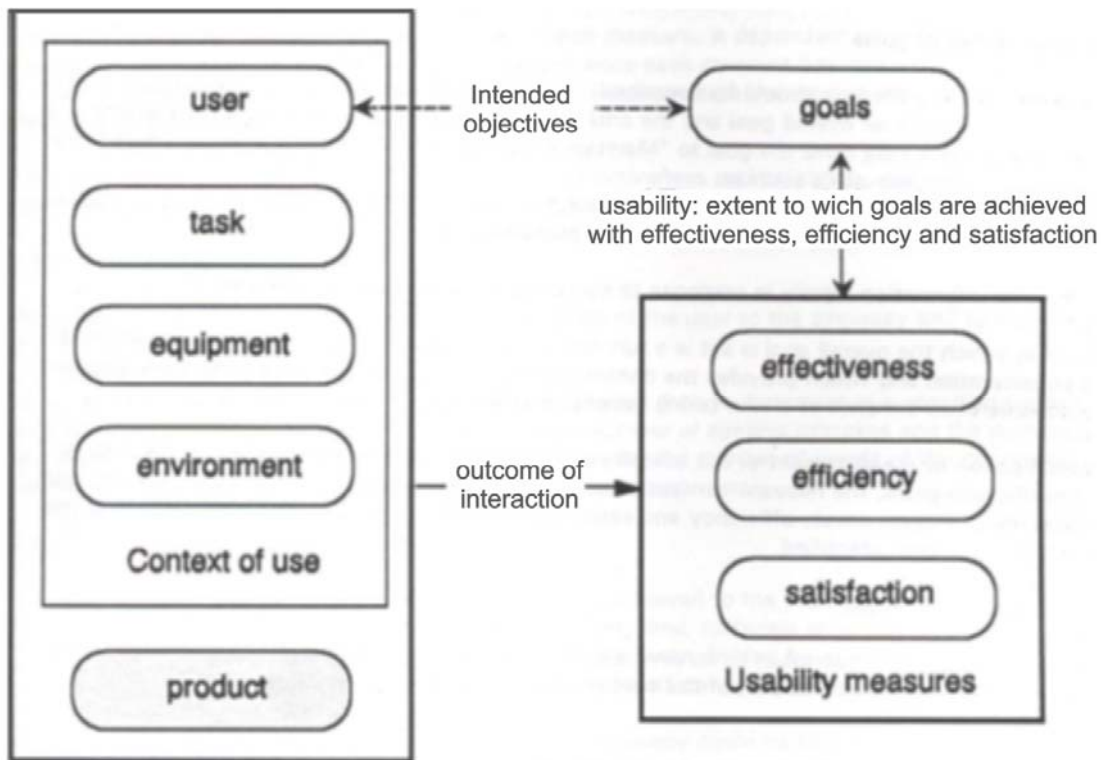 user
task
equipment
environment
Context of use
product
Intended
objectives
outcome of
interaction
goals
usability: extent to wich goals are achieved
with effectiveness, efficiency and satisfaction
effectiveness
efficiency
satisfaction
Usability measures